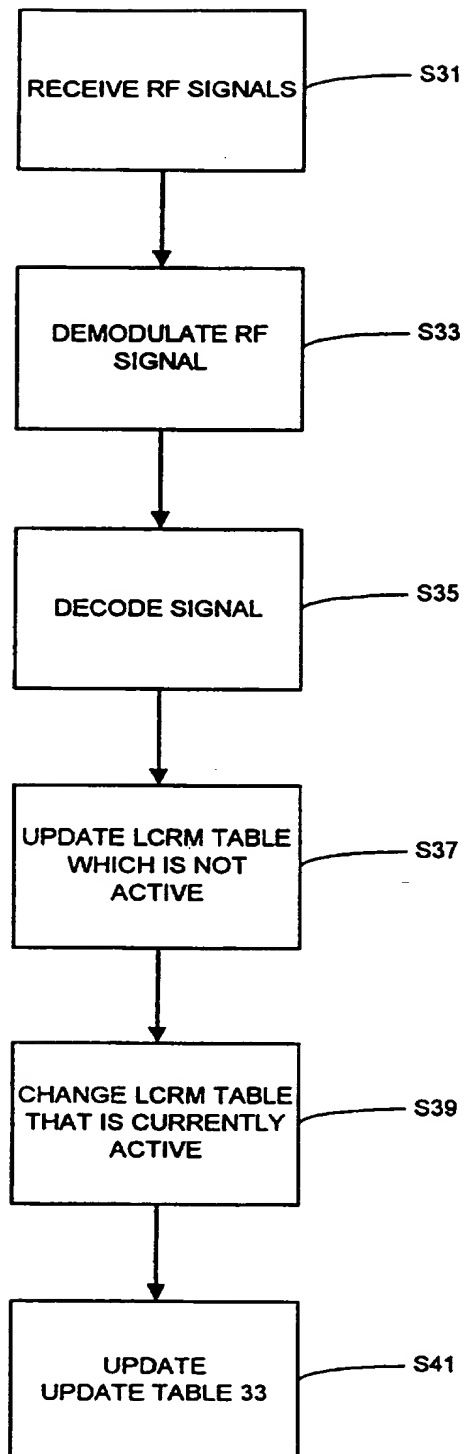 RECEIVE RF SIGNALS
S31
DEMODULATE RF
SIGNAL
S33
DECODE SIGNAL
S35
UPDATE LCRM TABLE
WHICH IS NOT
ACTIVE
S37
CHANGE LCRM TABLE
THAT IS CURRENTLY
ACTIVE
S39
UPDATE
UPDATE TABLE 33
S41